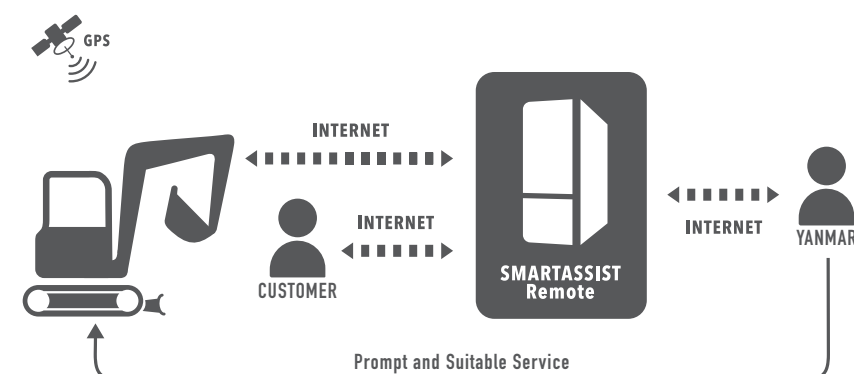 GPS
INTERNET
INTERNET
CUSTOMER
SMARTASSIST
Remote
INTERNET
YANMAR
Prompt and Suitable Service